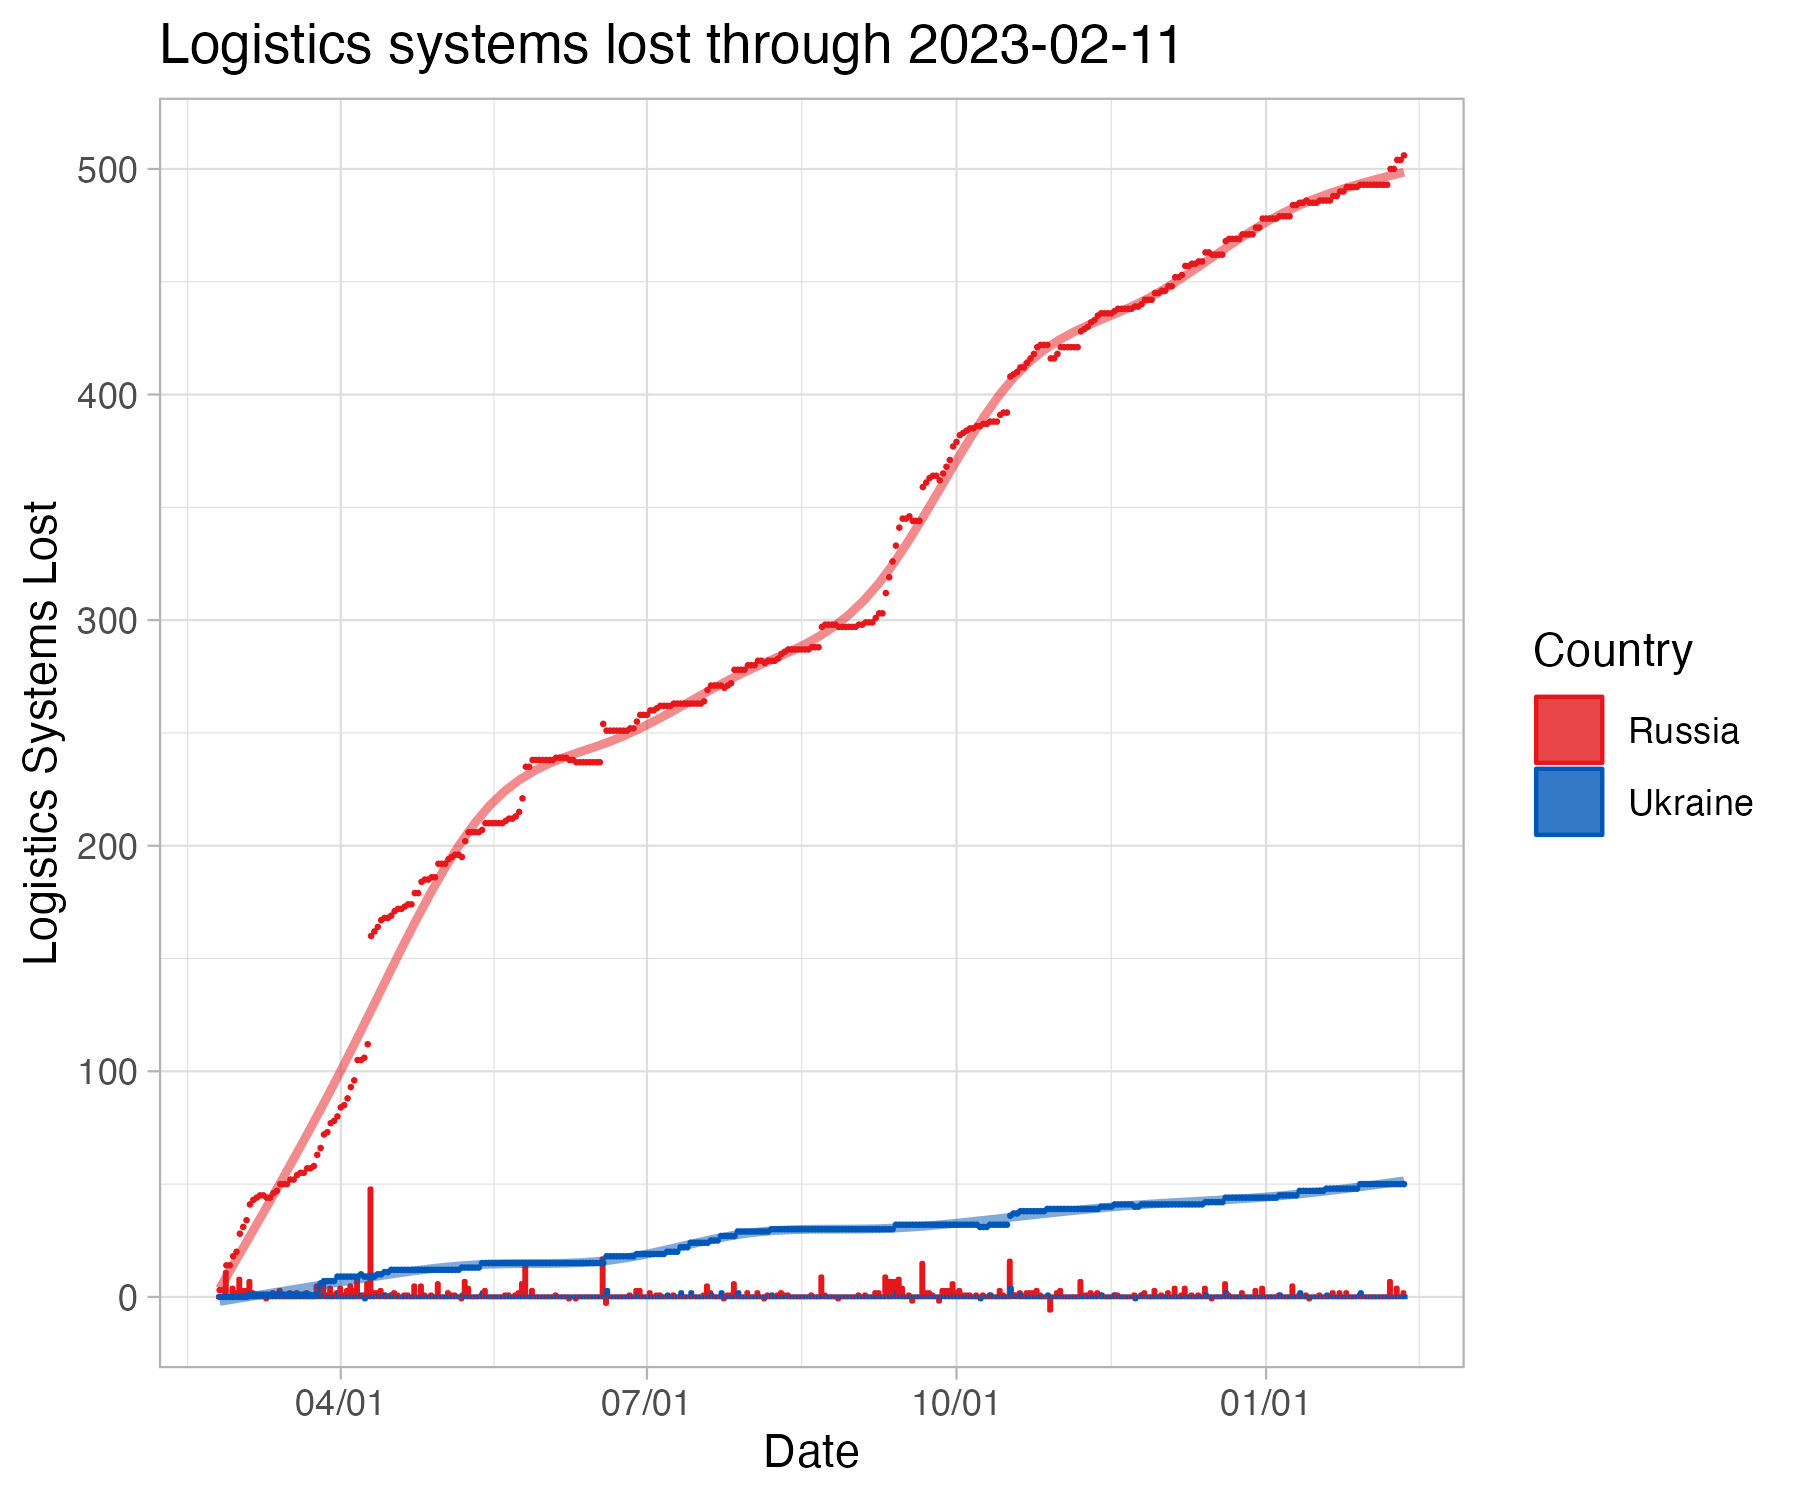 Logistics systems lost through 2023-02-11
Logistics Systems Lost
500
400
300
200
100
0
04/01
07/01
10/01
01/01
Date
Country
Russia
Ukraine